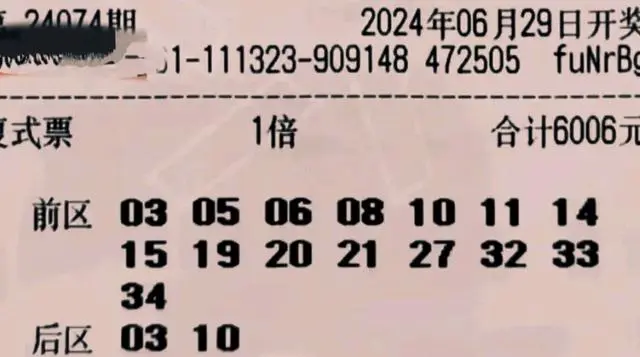 24074期 2024年06月29日开奖
61-111323-909148 472505 fuNrBg
复式票 1倍 合计6006元
前区 03 05 06 08 10 11 14
15 19 20 21 27 32 33
34
后区 03 10